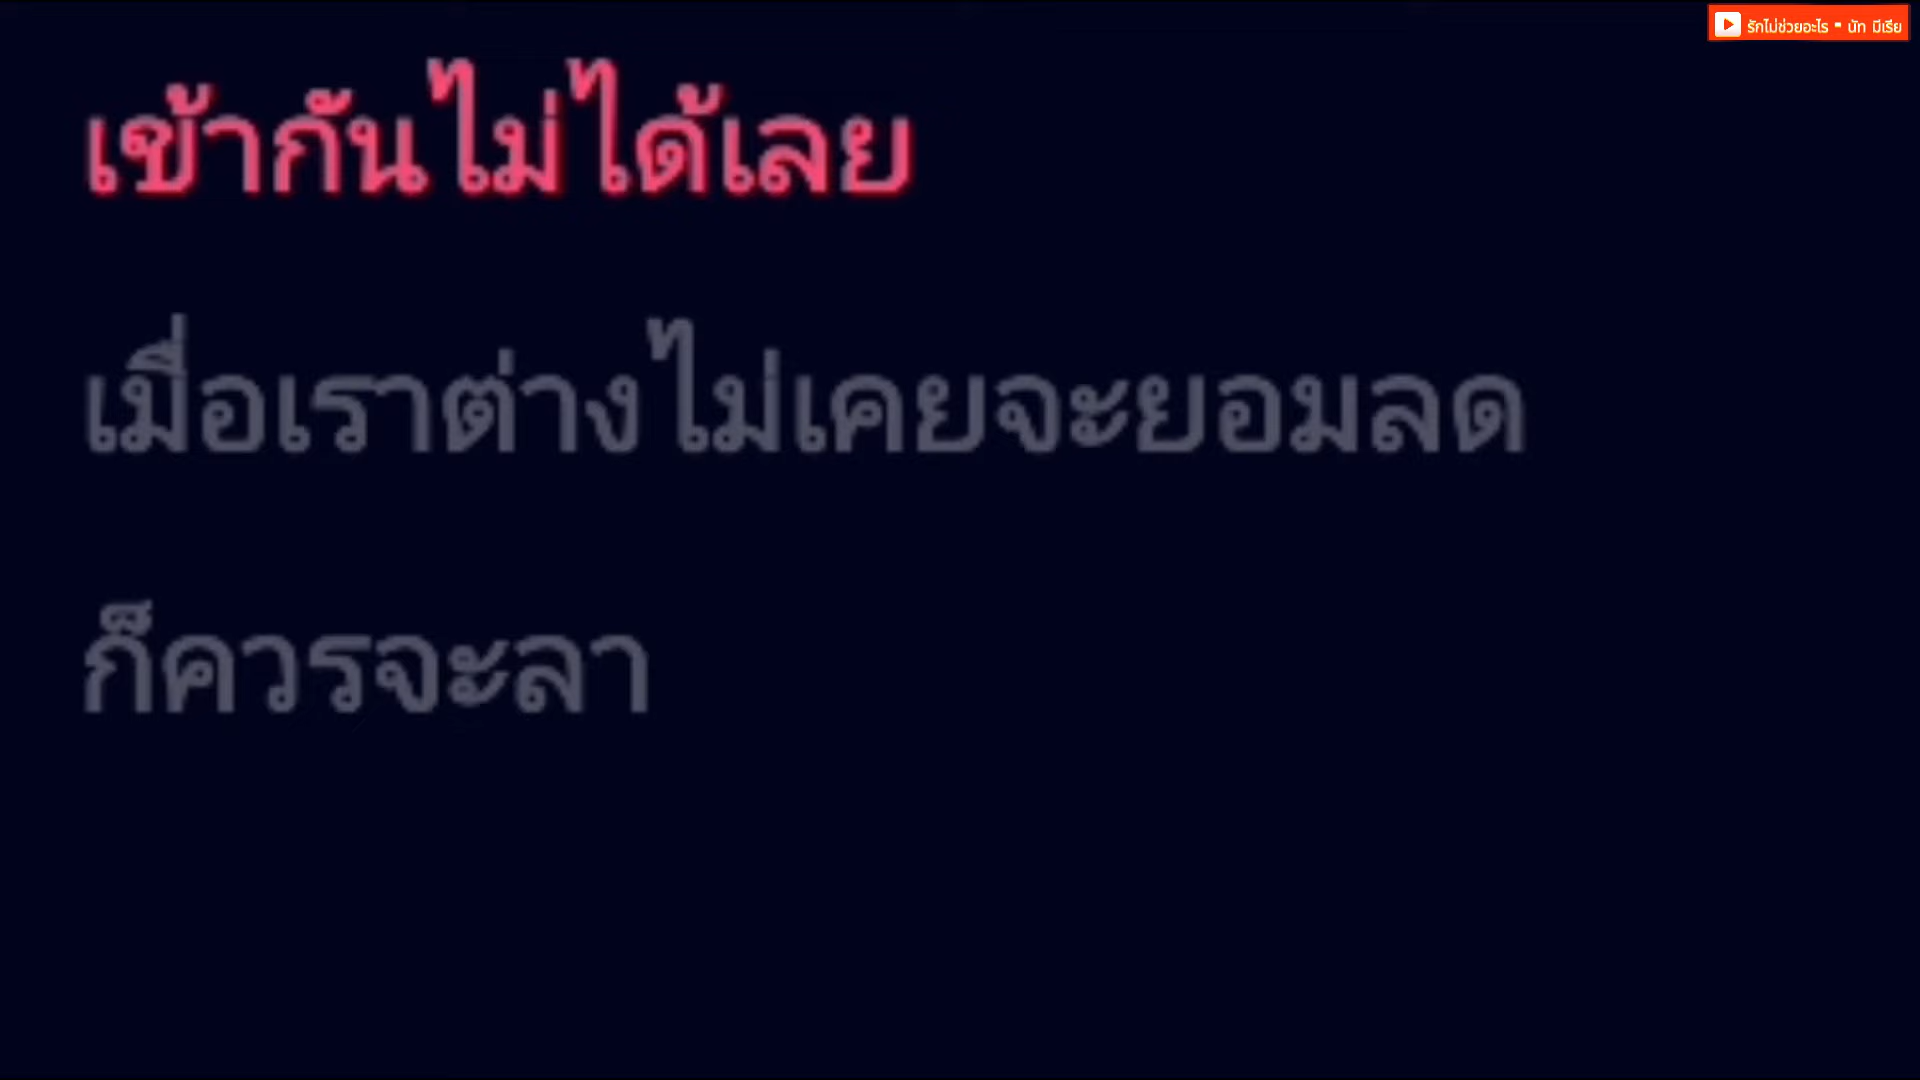 รักไม่ช่วยอะไร - นัท มีเรีย
เข้ากันไม่ได้เลย
เมื่อเราต่างไม่เคยจะยอมลด
ก็ควรจะลา